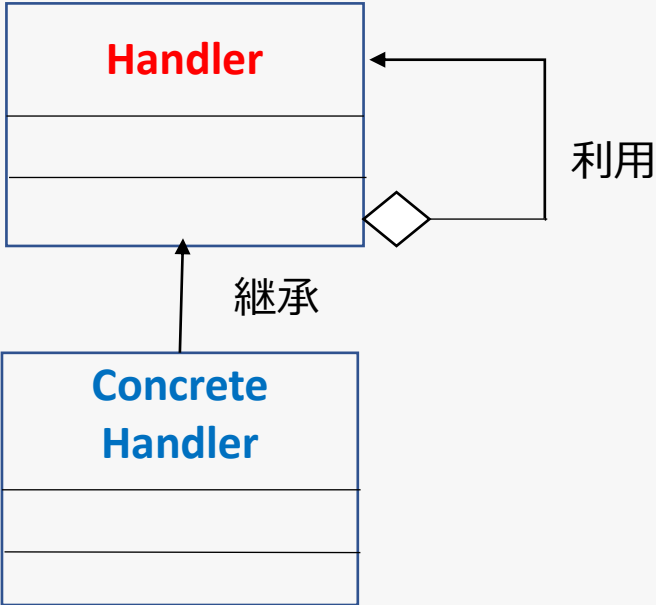 Handler
利用
継承
Concrete
Handler